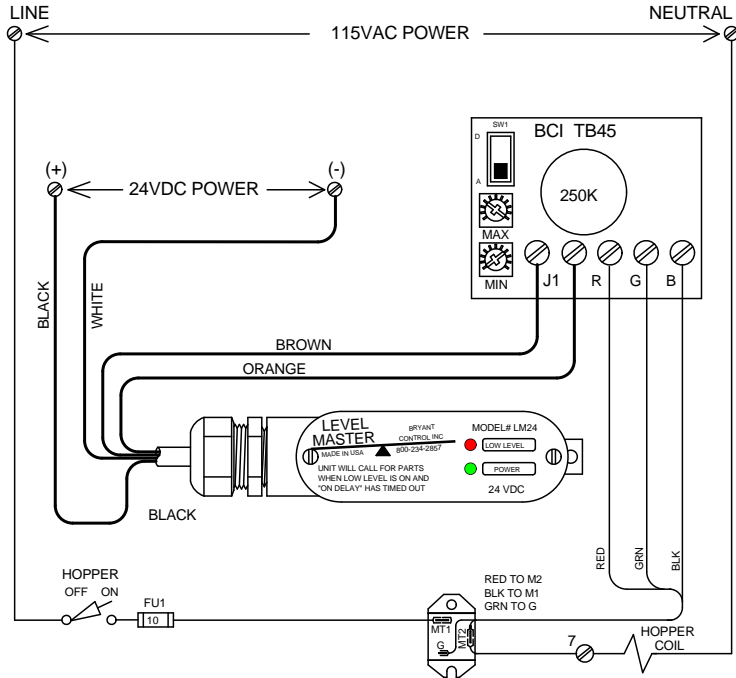 LINE
NEUTRAL
115VAC POWER
SW1
D
A
BCI TB45
250K
MAX
MIN
J1 R G B
(+)
(-)
24VDC POWER
BLACK
WHITE
BROWN
ORANGE
LEVEL
MASTER
MADE IN USA
BRYANT
CONTROL INC
800-234-2857
MODEL# LM24
LOW LEVEL
POWER
24 VDC
UNIT WILL CALL FOR PARTS
WHEN LOW LEVEL IS ON AND
"ON DELAY" HAS TIMED OUT
BLACK
RED
GRN
BLK
HOPPER
OFF ON
FU1
10
RED TO M2
BLK TO M1
GRN TO G
MT1
MT2
G
7
HOPPER
COIL